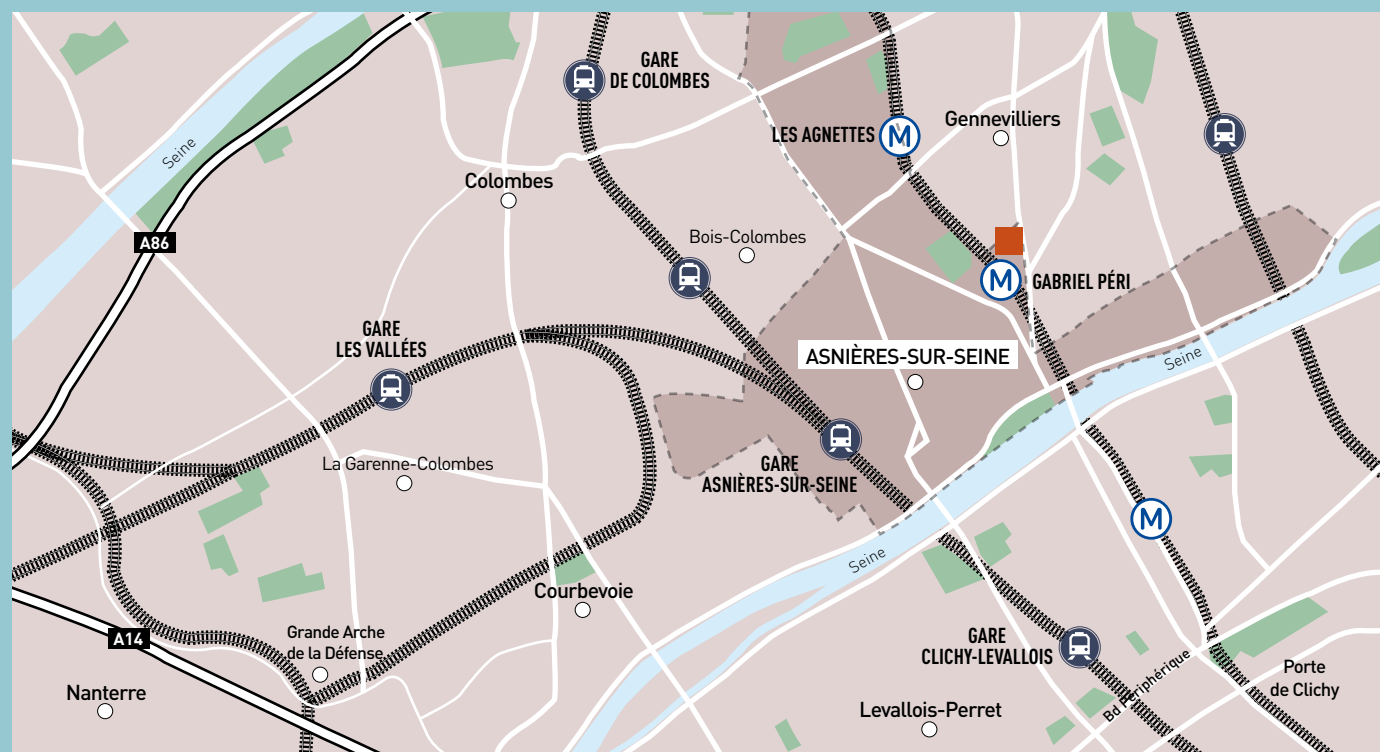 GARE
DE COLOMBES
LES AGNETTES
M
Gennevilliers
Seine
Colombes
A86
Bois-Colombes
M
GABRIEL PÉRI
GARE
LES VALLÉES
ASNIÈRES-SUR-SEINE
Seine
La Garenne-Colombes
GARE
ASNIÈRES-SUR-SEINE
M
Seine
Courbevoie
A14
Grande Arche
de la Défense
GARE
CLICHY-LEVALLOIS
Bd Périphérique
Porte
de Clichy
Nanterre
Levallois-Perret